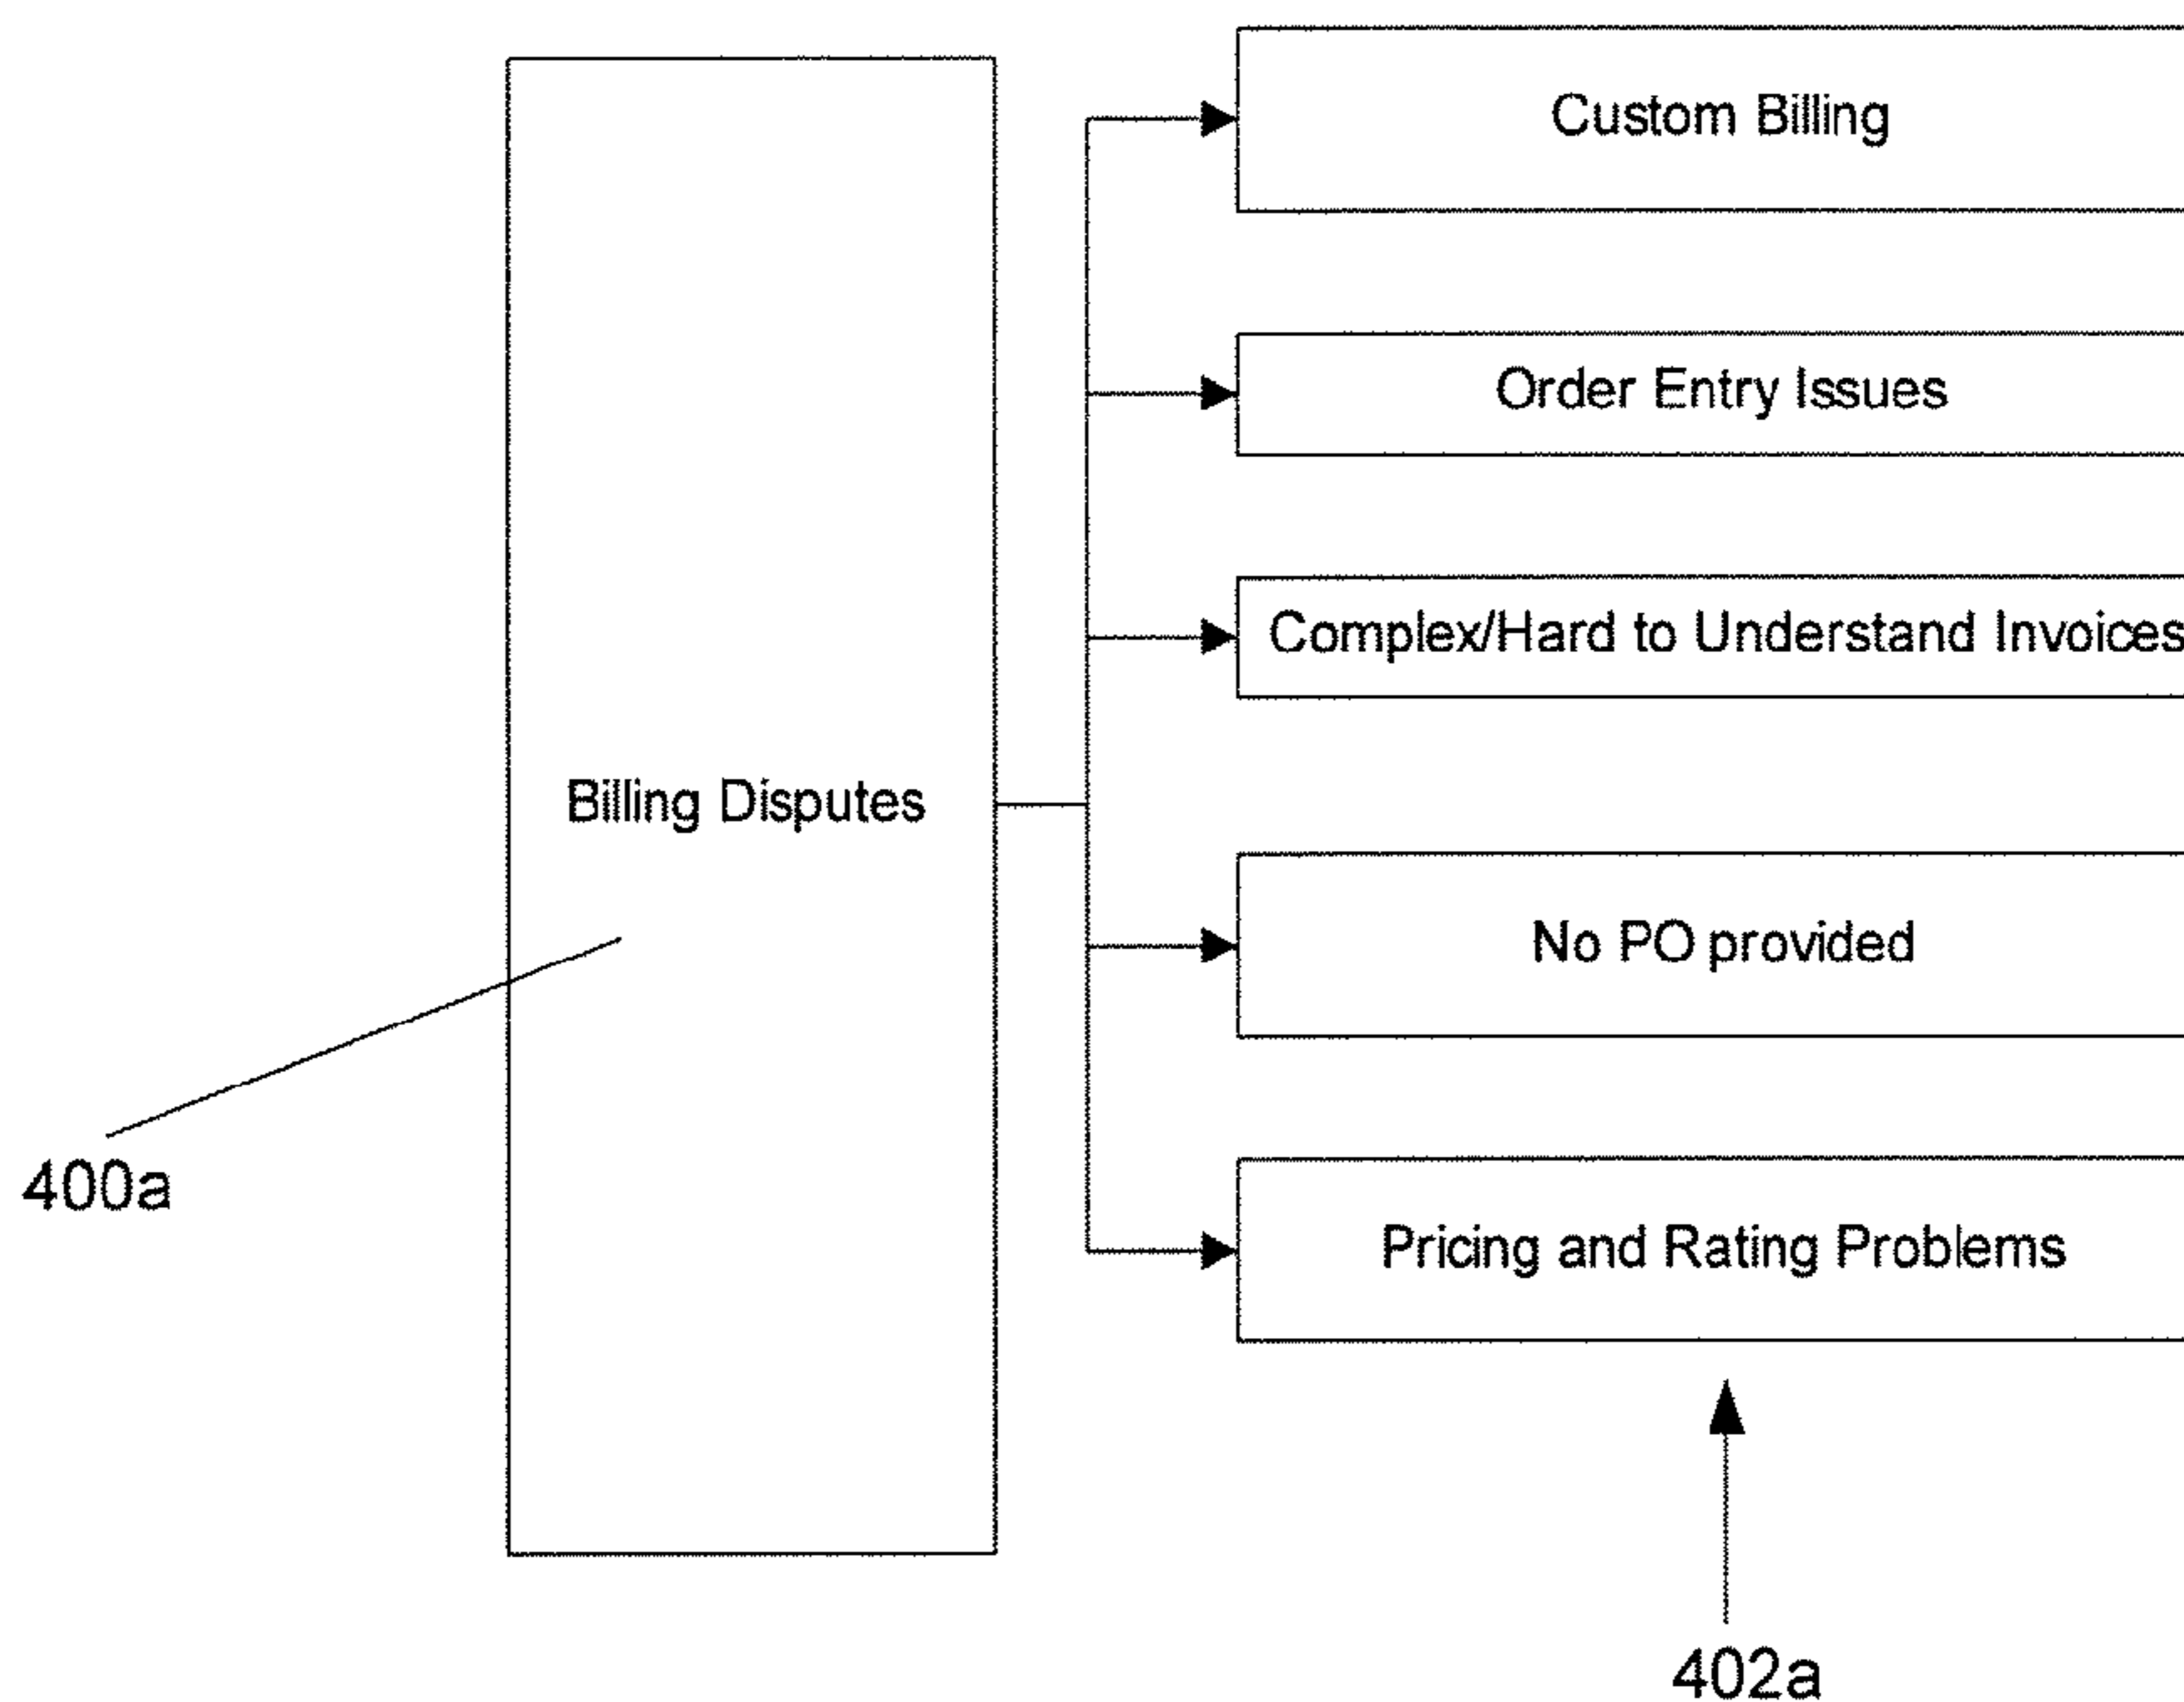 Custom Billing
Order Entry Issues
Complex/Hard to Understand Invoices
Billing Disputes
No PO provided
400a
Pricing and Rating Problems
402a